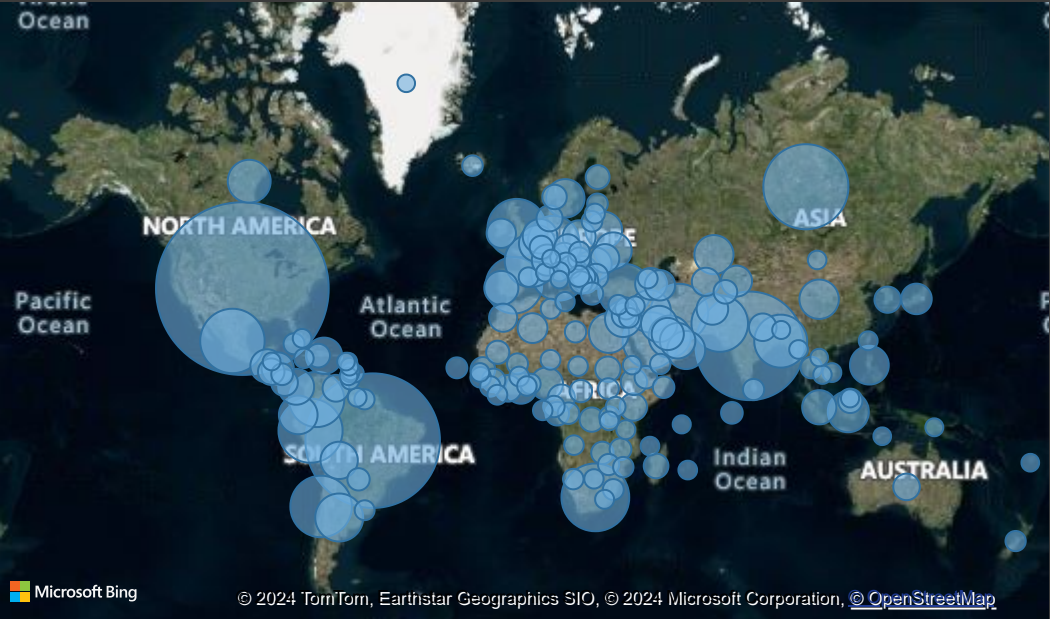 Ocean
NORTH AMERICA
ASIA
Pacific
Ocean
Atlantic
Ocean
AFRICA
SOUTH AMERICA
Indian
Ocean
AUSTRALIA
Microsoft Bing
© 2024 TomTom, Earthstar Geographics SIO, © 2024 Microsoft Corporation, © OpenStreetMap